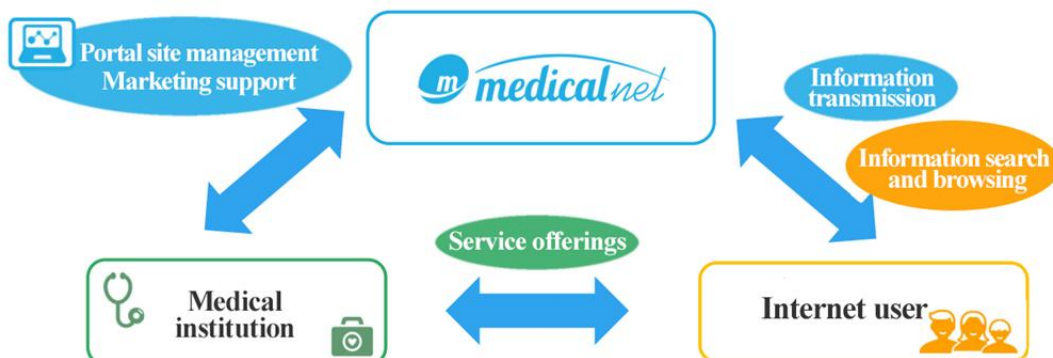 Portal site management
Marketing support
m medicalnet
Information
transmission
Information search
and browsing
Service offerings
Medical
institution
Internet user